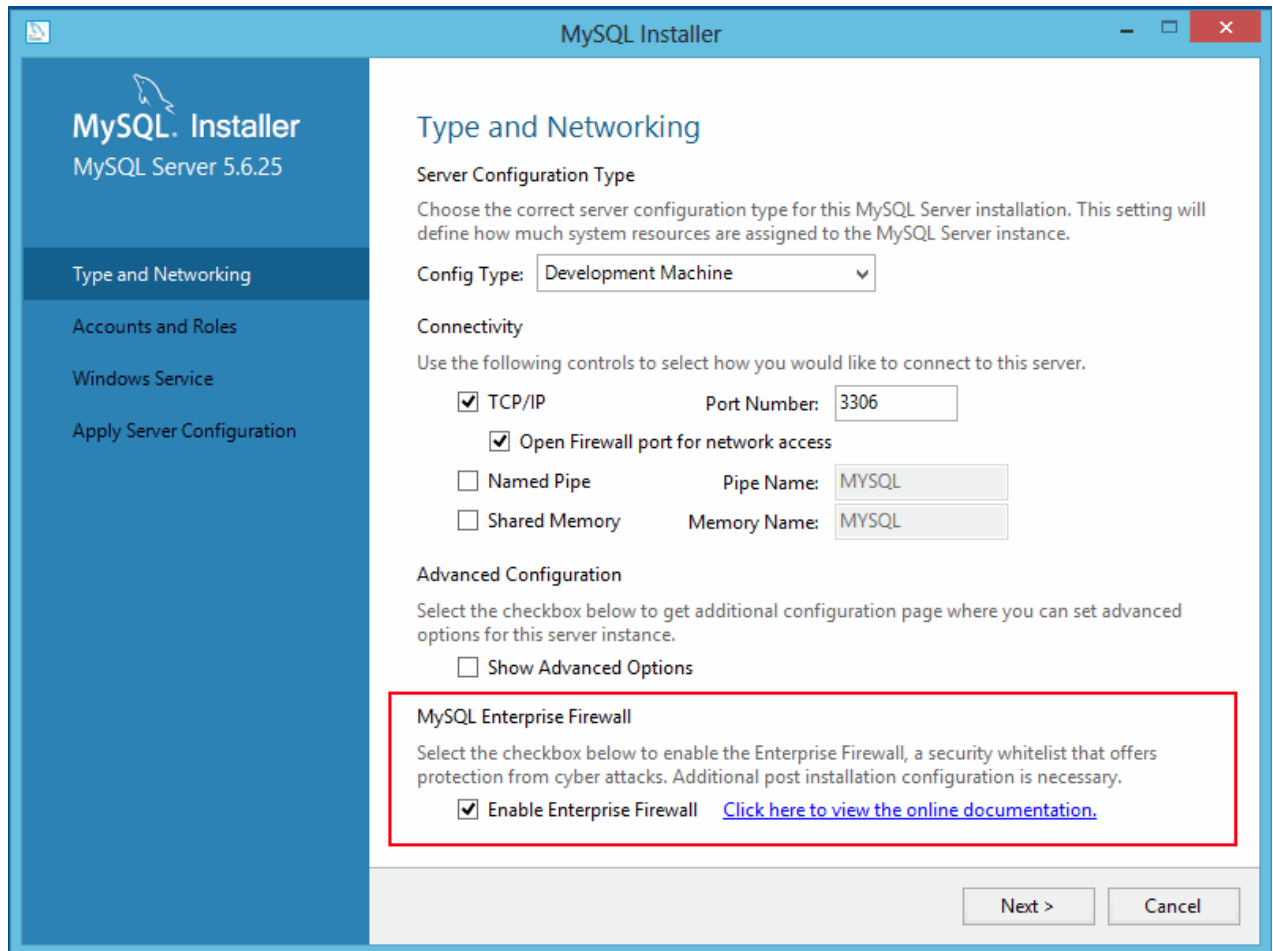 MySQL Installer
MySQL. Installer
MySQL Server 5.6.25
Type and Networking
Accounts and Roles
Windows Service
Apply Server Configuration
Type and Networking
Server Configuration Type
Choose the correct server configuration type for this MySQL Server installation. This setting will
define how much system resources are assigned to the MySQL Server instance.
Config Type: Development Machine
Connectivity
Use the following controls to select how you would like to connect to this server.
TCP/IP Port Number: 3306
Open Firewall port for network access
Named Pipe Pipe Name: MYSQL
Shared Memory Memory Name: MYSQL
Advanced Configuration
Select the checkbox below to get additional configuration page where you can set advanced
options for this server instance.
Show Advanced Options
MySQL Enterprise Firewall
Select the checkbox below to enable the Enterprise Firewall, a security whitelist that offers
protection from cyber attacks. Additional post installation configuration is necessary.
Enable Enterprise Firewall Click here to view the online documentation.
Next > Cancel